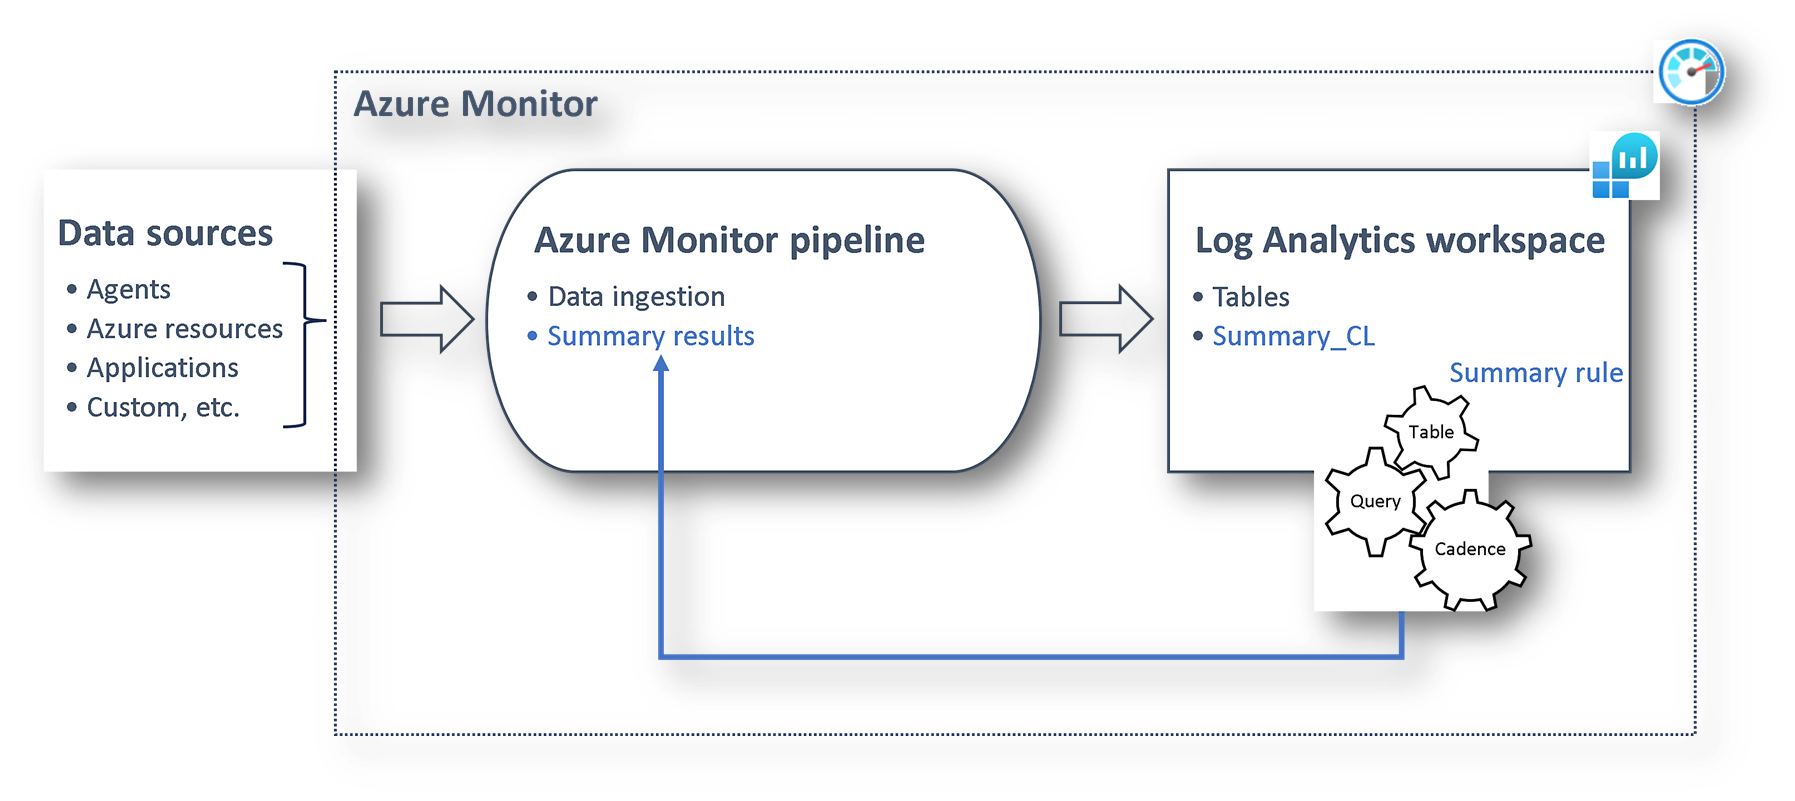 Azure Monitor
Data sources
• Agents
• Azure resources
• Applications
• Custom, etc.
Azure Monitor pipeline
• Data ingestion
• Summary results
Log Analytics workspace
• Tables
• Summary_CL
Summary rule
Table
Query
Cadence